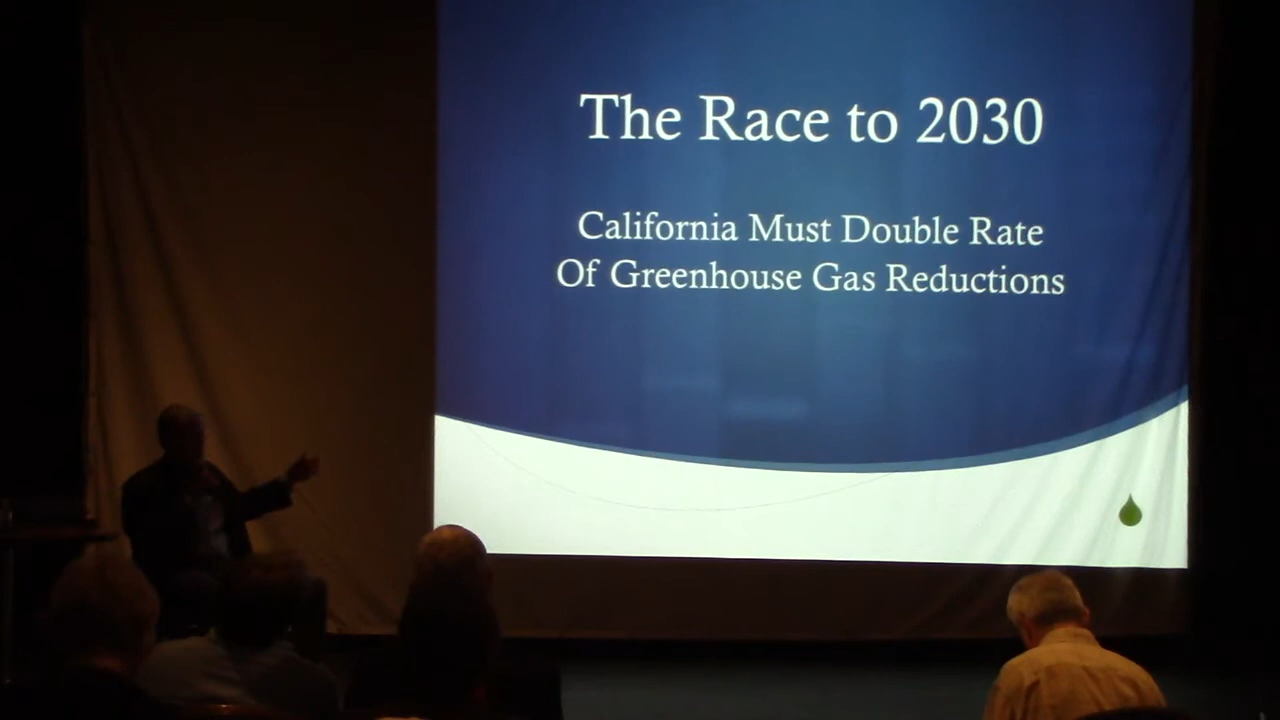 The Race to 2030
California Must Double Rate
Of Greenhouse Gas Reductions